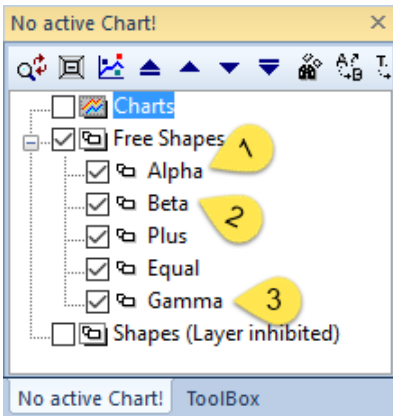 No active Chart!
Charts
Free Shapes
1
Alpha
Beta
2
Plus
Equal
Gamma
3
Shapes (Layer inhibited)
No active Chart! ToolBox